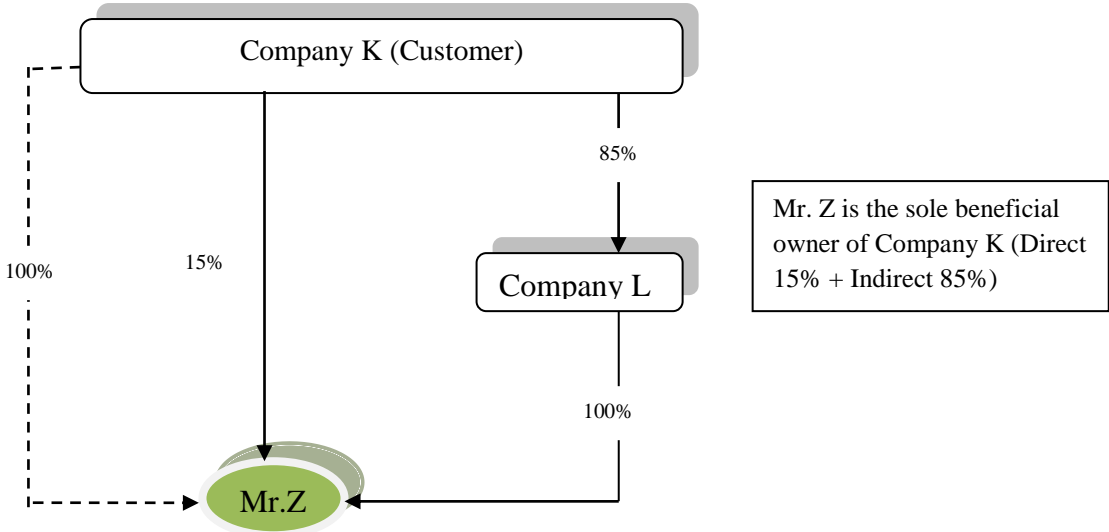 Company K (Customer)
85%
Mr. Z is the sole beneficial
owner of Company K (Direct
15% + Indirect 85%)
100%
15%
Company L
100%
Mr.Z